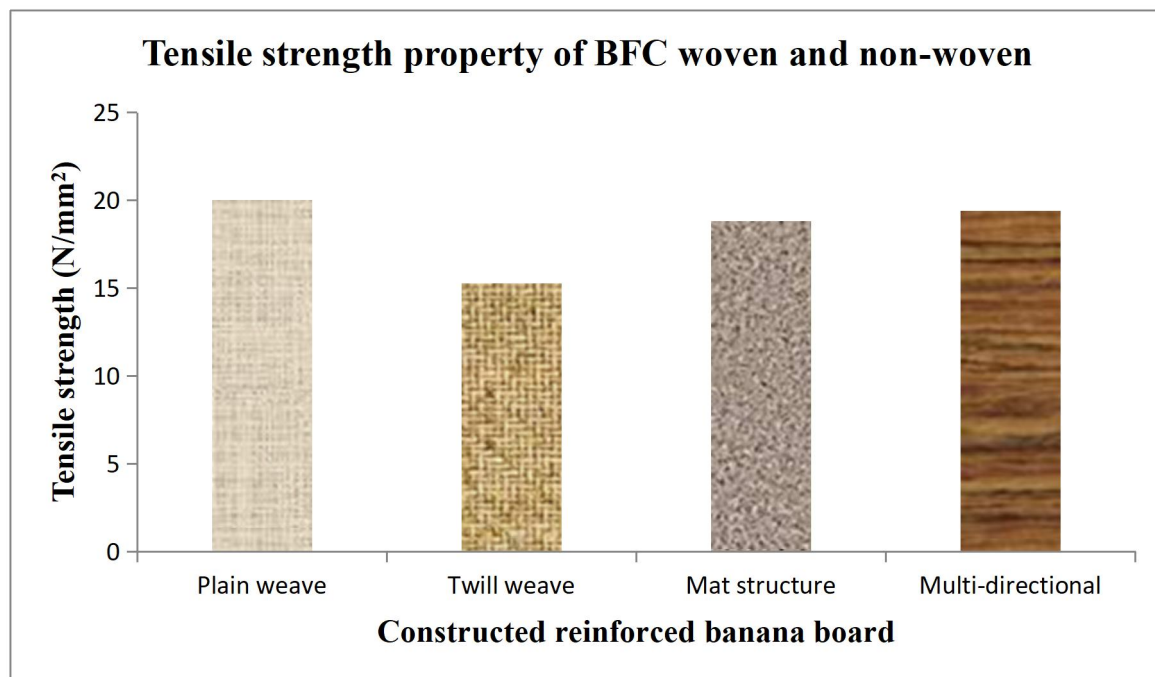 Tensile strength property of BFC woven and non-woven
Tensile strength (N/mm²)
25
20
15
10
5
0
Plain weave
Twill weave
Mat structure
Multi-directional
Constructed reinforced banana board